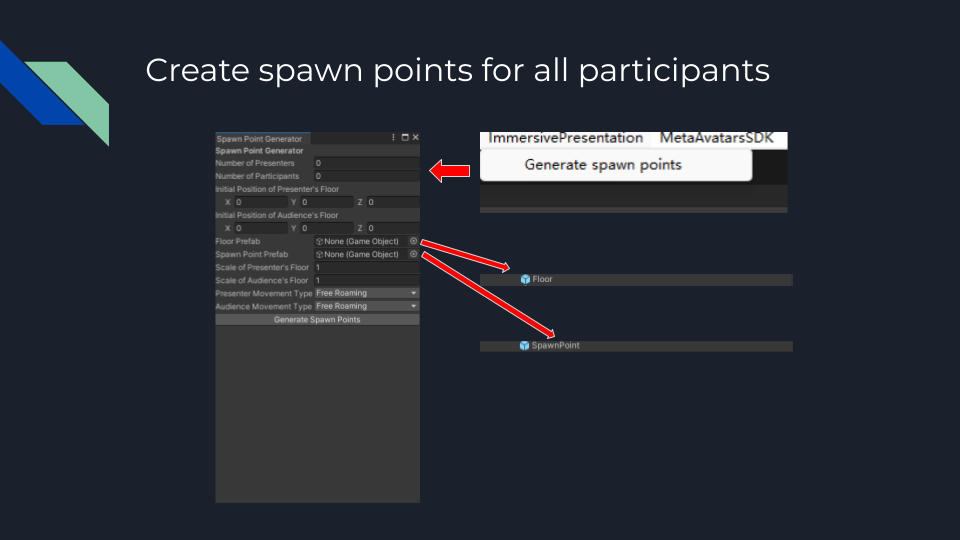 Create spawn points for all participants
Spawn Point Generator
Spawn Point Generator
Number of Presenters 0
Number of Participants 0
Initial Position of Presenter's Floor
X 0 Y 0 Z 0
Initial Position of Audience's Floor
X 0 Y 0 Z 0
Floor Prefab None (Game Object)
Spawn Point Prefab None (Game Object)
Scale of Presenter's Floor 1
Scale of Audience's Floor 1
Presenter Movement Type Free Roaming
Audience Movement Type Free Roaming
Generate Spawn Points
ImmersivePresentation MetaAvatarsSDK
Generate spawn points
Floor
SpawnPoint